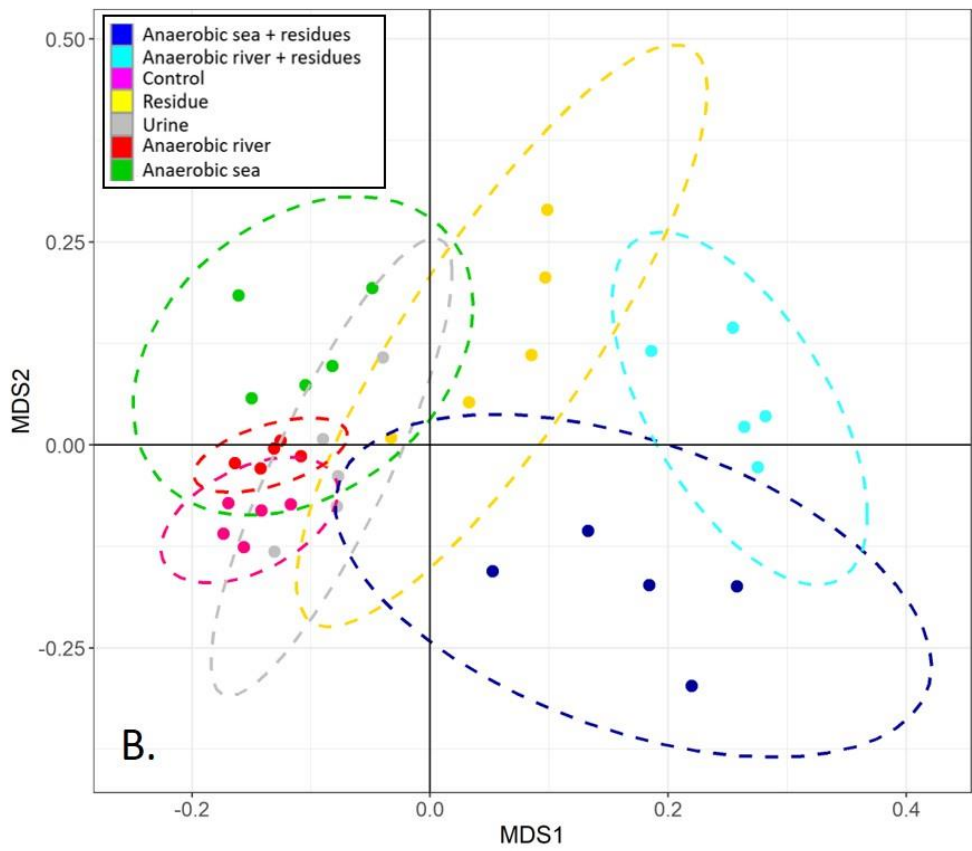 Anaerobic sea + residues
Anaerobic river + residues
Control
Residue
Urine
Anaerobic river
Anaerobic sea
0.50
0.25
0.00
-0.25
MDS2
B.
-0.2
0.0
0.2
0.4
MDS1